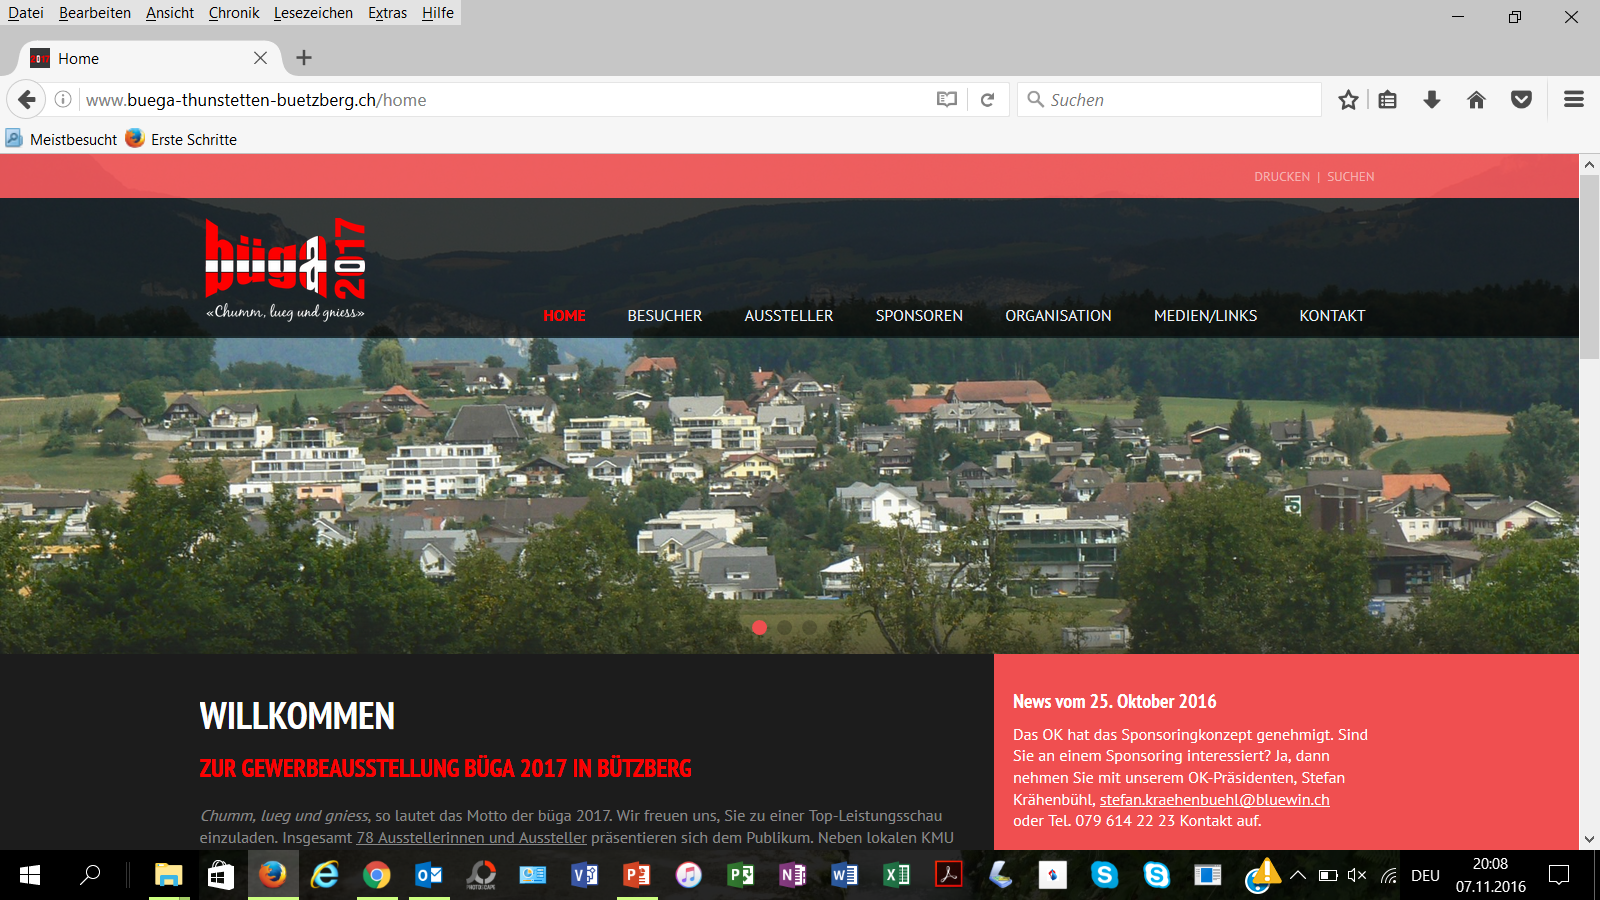 Datei Bearbeiten Ansicht Chronik Lesezeichen Extras Hilfe
Home
www.buega-thunstetten-buetzberg.ch/home
Suchen
Meistbesucht Erste Schritte
DRUCKEN | SUCHEN
büga 2017
«Chumm, lueg und gniess»
HOME BESUCHER AUSSTELLER SPONSOREN ORGANISATION MEDIEN/LINKS KONTAKT
WILLKOMMEN
ZUR GEWERBEAUSSTELLUNG BÜGA 2017 IN BÜTZBERG
Chumm, lueg und gniess, so lautet das Motto der büga 2017. Wir freuen uns, Sie zu einer Top-Leistungsschau
einzuladen. Insgesamt 78 Ausstellerinnen und Aussteller präsentieren sich dem Publikum. Neben lokalen KMU
News vom 25. Oktober 2016
Das OK hat das Sponsoringkonzept genehmigt. Sind
Sie an einem Sponsoring interessiert? Ja, dann
nehmen Sie mit unserem OK-Präsidenten, Stefan
Krähenbühl, stefan.kraehenbuehl@bluewin.ch
oder Tel. 079 614 22 23 Kontakt auf.
DEU
20:08
07.11.2016